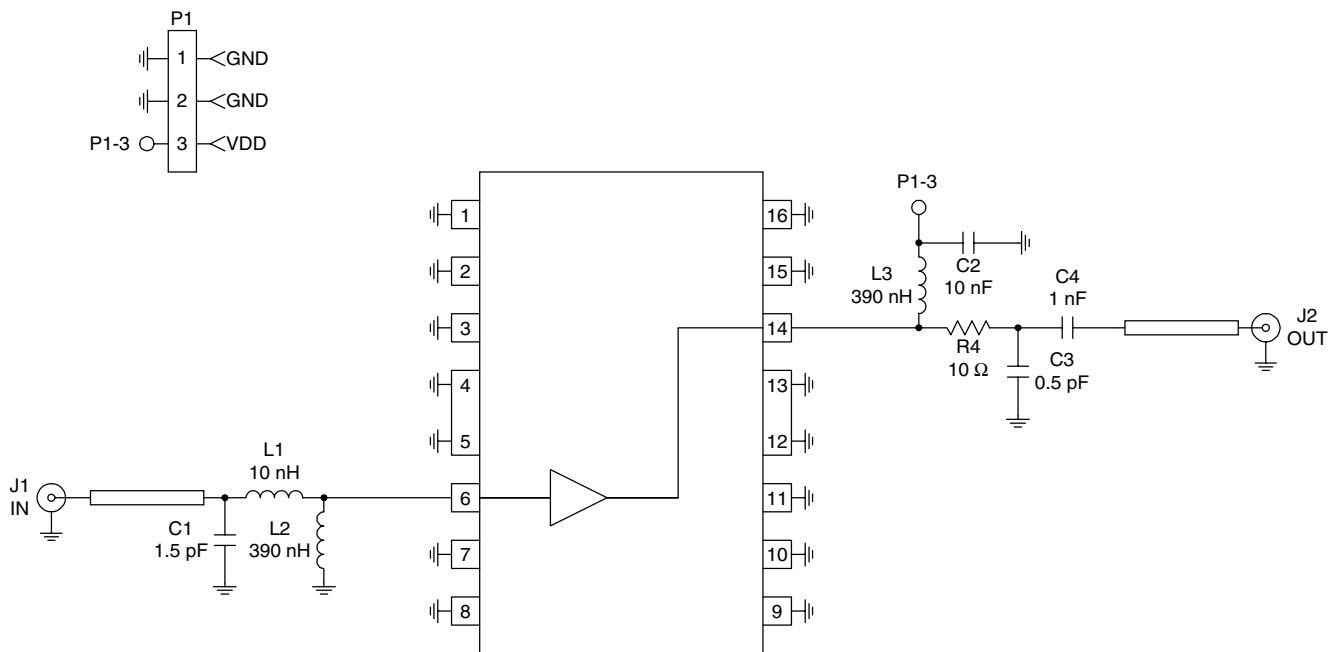 P1
1 GND
2 GND
P1-3 3 VDD
P1-3
1 16
C2
10 nF
L3
390 nH
2 15
C4
1 nF
3 14
J2
OUT
R4
10 Ω
C3
0.5 pF
4 13
5 12
L1
10 nH
J1
IN
6 11
C1
1.5 pF
L2
390 nH
7 10
8 9